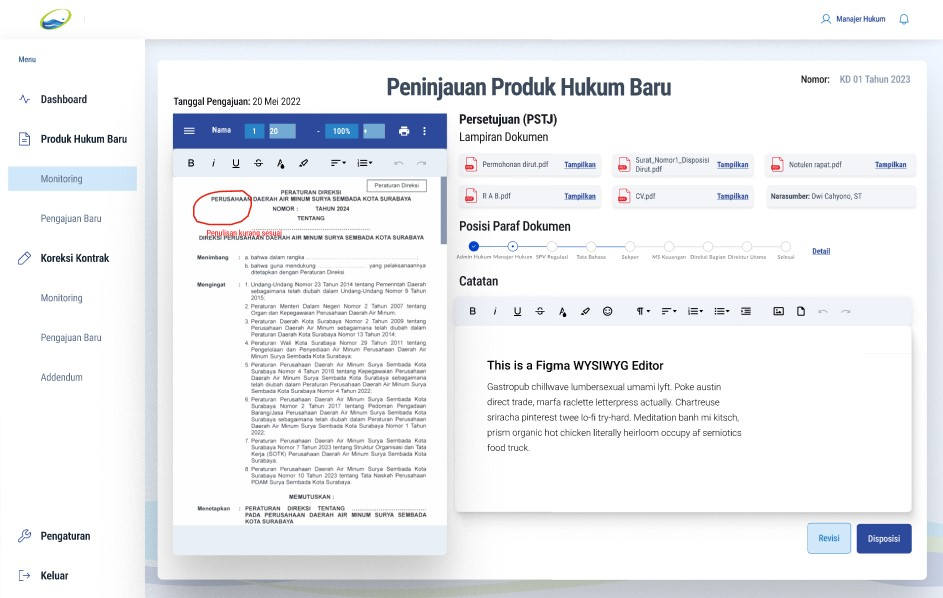 Manajer Hukum
Menu
Dashboard
Produk Hukum Baru
Monitoring
Pengajuan Baru
Koreksi Kontrak
Monitoring
Pengajuan Baru
Addendum
Pengaturan
Keluar
Peninjauan Produk Hukum Baru
Nomor: KD 01 Tahun 2023
Tanggal Pengajuan: 20 Mei 2022
Nama 1 20 - 100% +
B i U S A
Peraturan Direksi
PERATURAN DIREKSI
PERUSAHAAN DAERAH AIR MINUM SURYA SEMBADA KOTA SURABAYA
NOMOR : TAHUN 2024
TENTANG
Penulisan kurang sesuai
DIREKSI PERUSAHAAN DAERAH AIR MINUM SURYA SEMBADA KOTA SURABAYA
Menimbang : a. bahwa dalam rangka
b. bahwa guna mendukung yang pelaksanaannya
ditetapkan dengan Peraturan Direksi.
Mengingat : 1. Undang-Undang Nomor 23 Tahun 2014 tentang Pemerintah Daerah
sebagaimana telah diubah dalam Undang-Undang Nomor 9 Tahun
2015;
2. Peraturan Menteri Dalam Negeri Nomor 2 Tahun 2007 tentang
Organ dan Kepegawaian Perusahaan Daerah Air Minum;
3. Peraturan Daerah Kota Surabaya Nomor 2 Tahun 2009 tentang
Perusahaan Daerah Air Minum sebagaimana telah diubah dalam
Peraturan Daerah Kota Surabaya Nomor 13 Tahun 2014;
4. Peraturan Wali Kota Surabaya Nomor 29 Tahun 2011 tentang
Pengelolaan dan Penyediaan Air Minum Perusahaan Daerah Air
Minum Surya Sembada Kota Surabaya;
5. Peraturan Perusahaan Daerah Air Minum Surya Sembada Kota
Surabaya Nomor 4 Tahun 2016 tentang Kepegawaian Perusahaan
Daerah Air Minum Surya Sembada Kota Surabaya sebagaimana
telah diubah dalam Peraturan Perusahaan Daerah Air Minum Surya
Sembada Kota Surabaya Nomor 4 Tahun 2022;
6. Peraturan Perusahaan Daerah Air Minum Surya Sembada Kota
Surabaya Nomor 2 Tahun 2017 tentang Pedoman Pengadaan
Barang/Jasa Perusahaan Daerah Air Minum Surya Sembada Kota
Surabaya sebagaimana telah diubah dalam Peraturan Perusahaan
Daerah Air Minum Surya Sembada Kota Surabaya Nomor 1 Tahun
2022;
7. Peraturan Perusahaan Daerah Air Minum Surya Sembada Kota
Surabaya Nomor 7 Tahun 2023 tentang Struktur Organisasi dan Tata
Kerja (SOTK) Perusahaan Daerah Air Minum Surya Sembada Kota
Surabaya;
8. Peraturan Perusahaan Daerah Air Minum Surya Sembada Kota
Surabaya Nomor 10 Tahun 2023 tentang Tata Naskah Perusahaan
PDAM Surya Sembada Kota Surabaya.
MEMUTUSKAN :
Menetapkan : PERATURAN DIREKSI TENTANG
PADA PERUSAHAAN DAERAH AIR MINUM SURYA SEMBADA
KOTA SURABAYA
Persetujuan (PSTJ)
Lampiran Dokumen
Permohonan dirut.pdf Tampilkan
Surat_Nomor1_Disposisi
Dirut.pdf Tampilkan
Notulen rapat.pdf Tampilkan
R A B.pdf Tampilkan
CV.pdf Tampilkan
Narasumber: Dwi Cahyono, ST
Posisi Paraf Dokumen
Admin Hukum Manajer Hukum SPV Regulasi Tata Bahasa Sekper MS Keuangan Direksi Bagian Direktur Utama Selesai
Detail
Catatan
B i U S A
This is a Figma WYSIWYG Editor
Gastropub chillwave lumbersexual umami lyft. Poke austin
direct trade, marfa raclette letterpress actually. Chartreuse
sriracha pinterest twee lo-fi try-hard. Meditation banh mi kitsch,
prism organic hot chicken literally heirloom occupy af semiotics
food truck.
Revisi
Disposisi